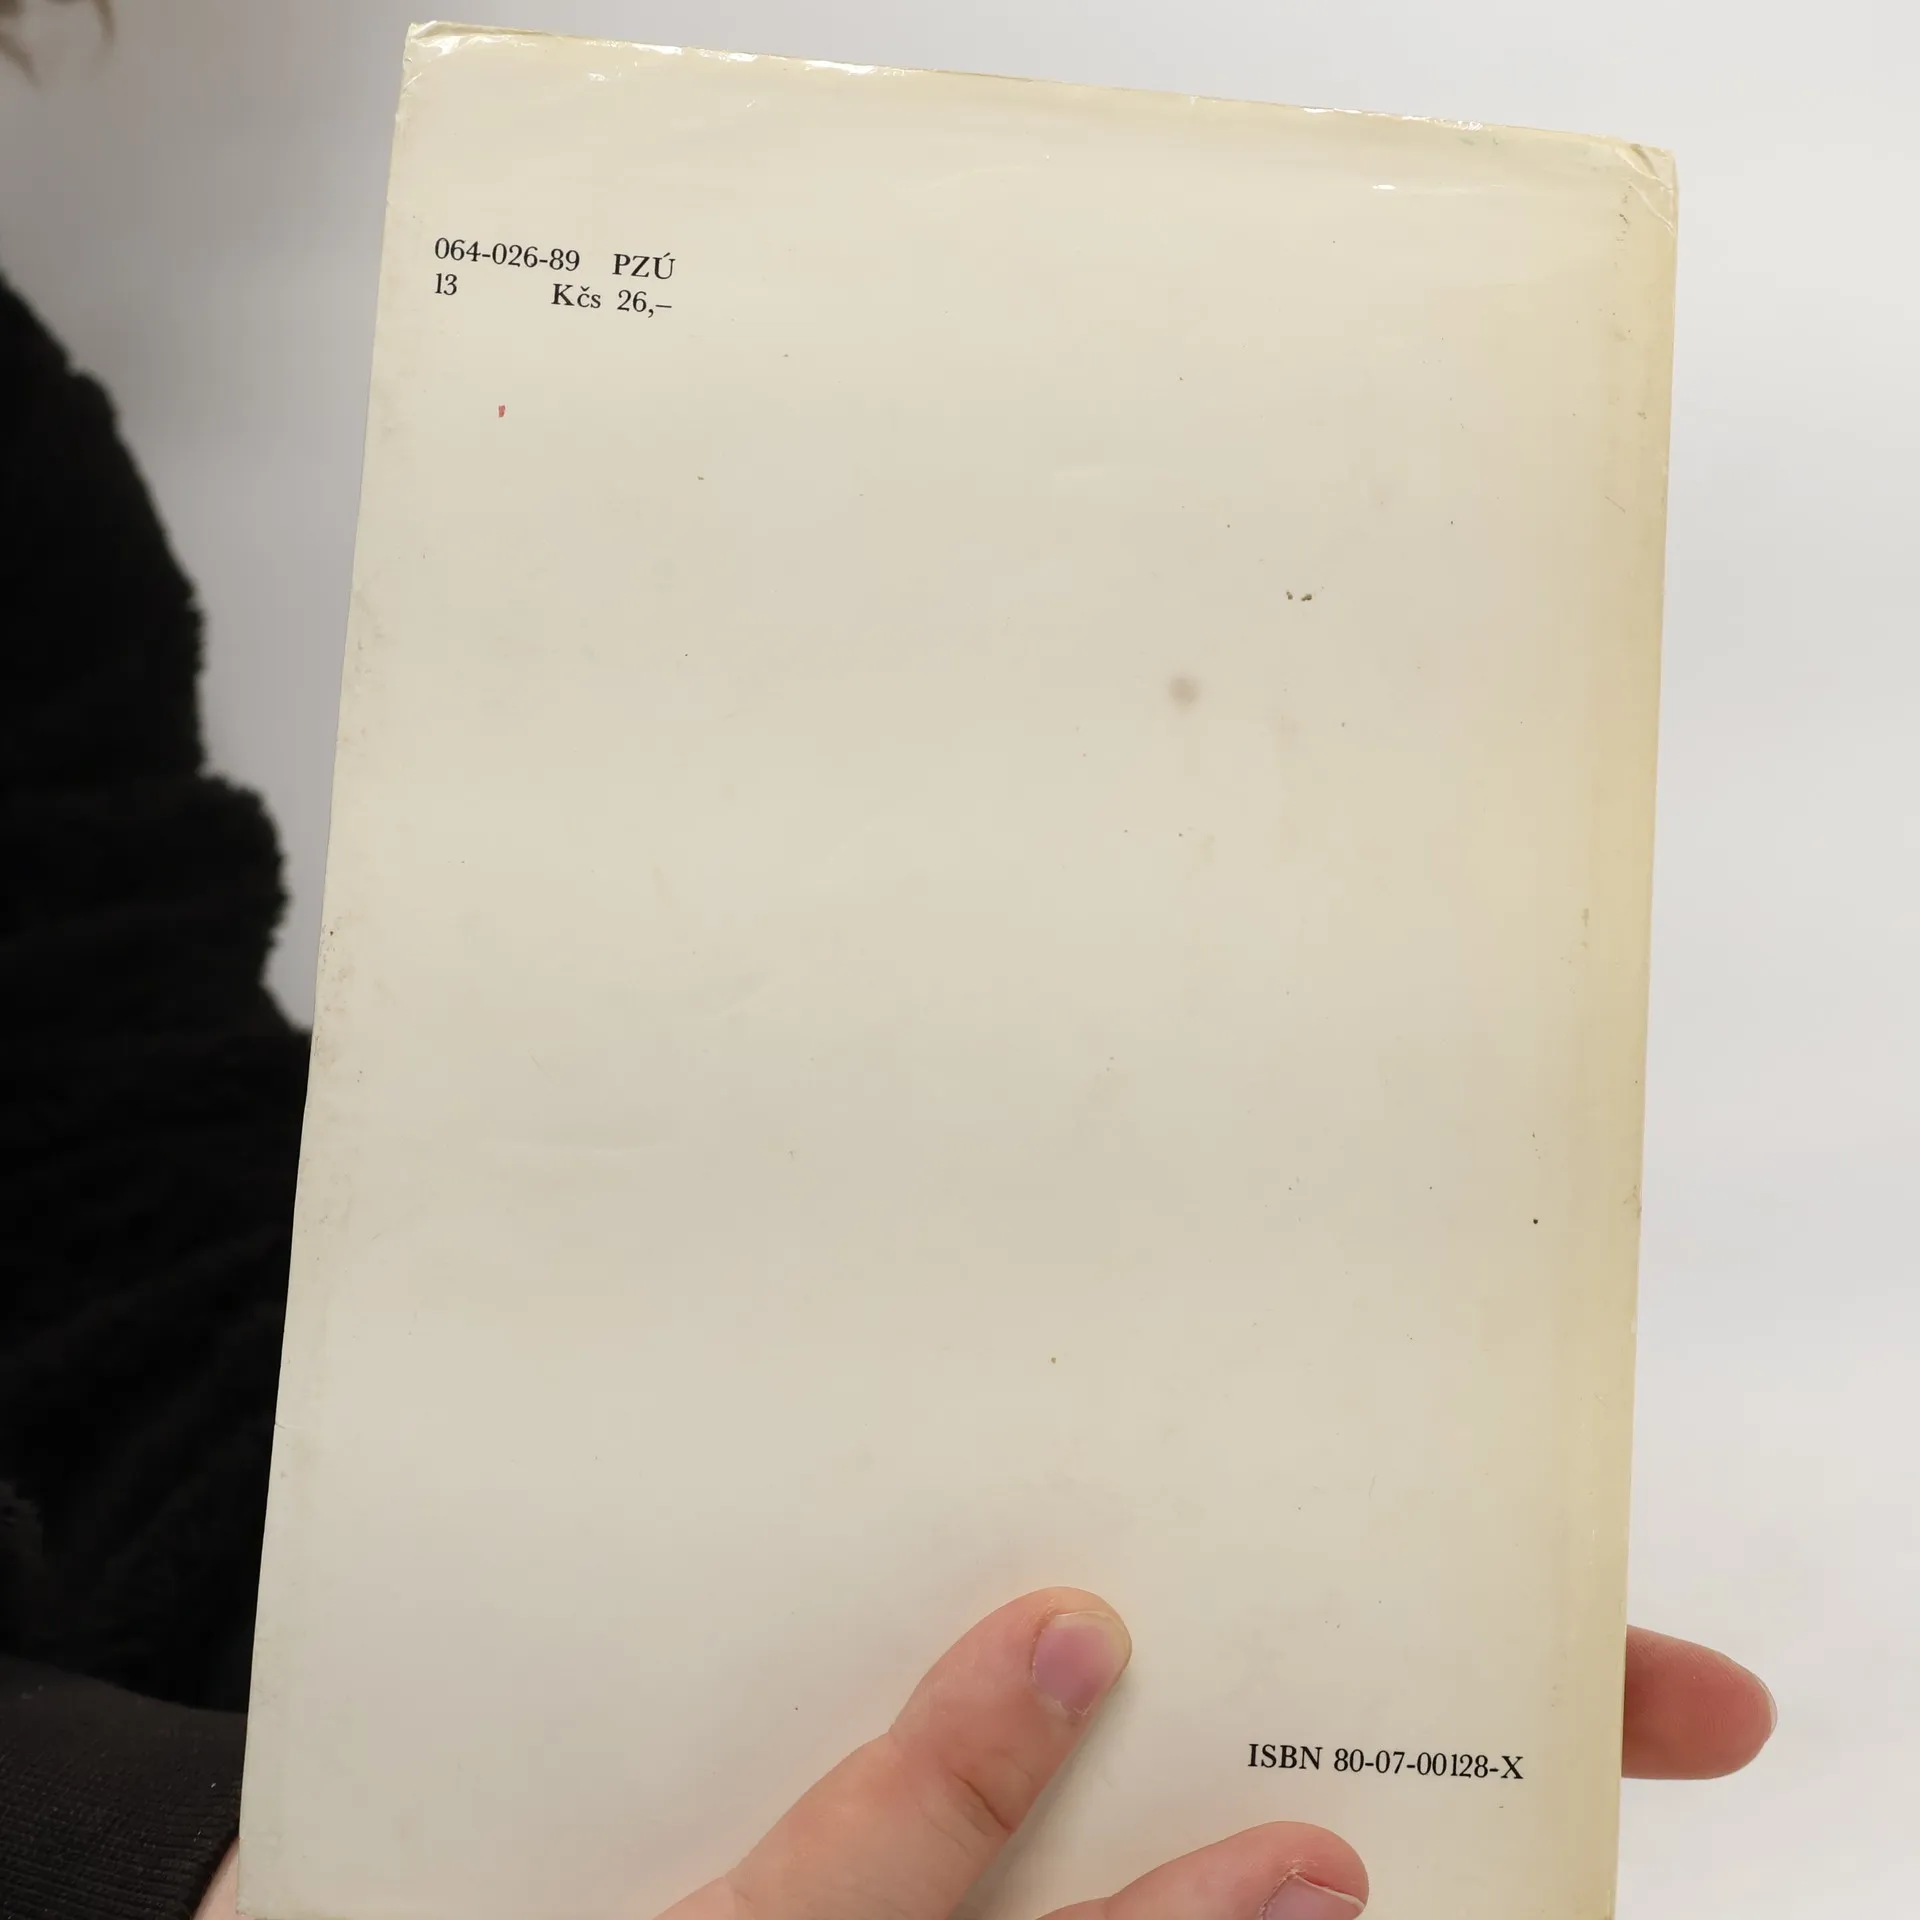 064-026-89 PZÚ
13 Kčs 26,–
ISBN 80-07-00128-X